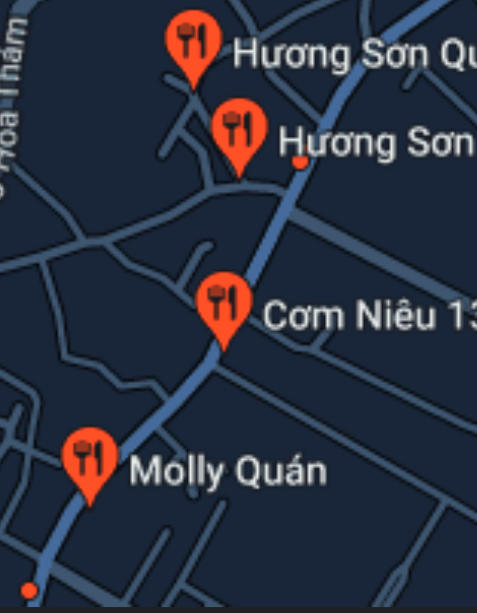 Hoa Thám
Hương Sơn Qu
Hương Sơn
Cơm Niêu 13
Molly Quán